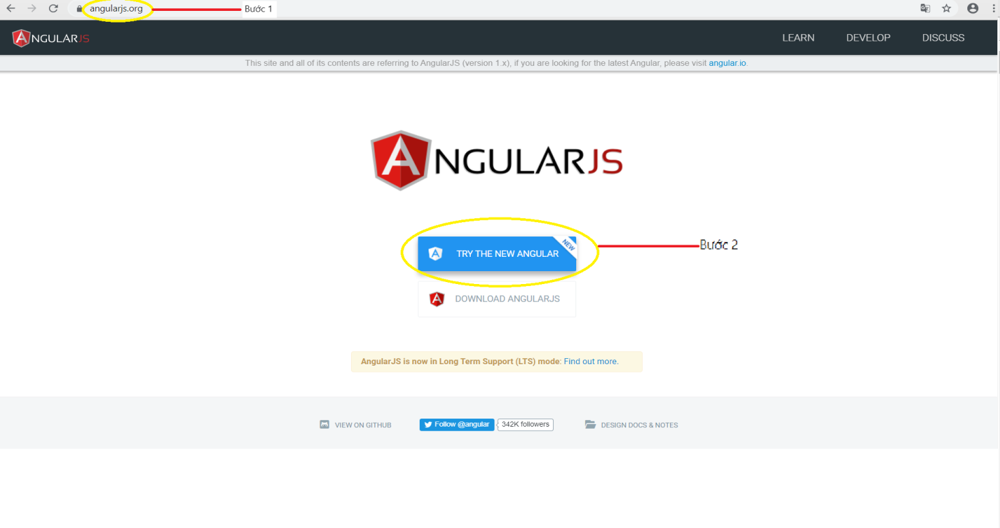 angularjs.org
Bước 1
ANGULARJS
LEARN
DEVELOP
DISCUSS
This site and all of its contents are referring to AngularJS (version 1.x), if you are looking for the latest Angular, please visit angular.io.
ANGULARJS
TRY THE NEW ANGULAR
NEW
Bước 2
DOWNLOAD ANGULARJS
AngularJS is now in Long Term Support (LTS) mode: Find out more.
VIEW ON GITHUB
Follow @angular
342K followers
DESIGN DOCS & NOTES